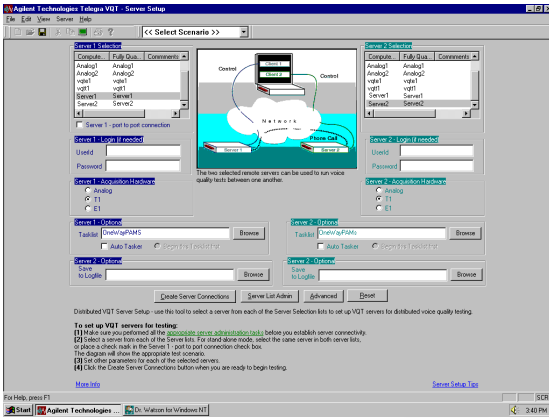 Agilent Technologies Telegra VQT - Server Setup
File Edit View Server Help
<< Select Scenario >>
Server 1 Selection
Compute... Fully Qua... Comments
Analog1 Analog1
Analog2 Analog2
vqte1 vqte1
vqtt1 vqtt1
Server1 Server1
Server2 Server2
Server 1 - port to port connection
Control
Client 1
Client 2
Control
Network
Phone Call
Server 1
Server 2
The two selected remote servers can be used to run voice
quality tests between one another.
Server 2 Selection
Compute... Fully Qua... Comments
Analog1 Analog1
Analog2 Analog2
vqte1 vqte1
vqtt1 vqtt1
Server1 Server1
Server2 Server2
Server 1 - Login (if needed)
UserId
Password
Server 2 - Login (if needed)
UserId
Password
Server 1 - Acquisition Hardware
Analog
T1
E1
Server 2 - Acquisition Hardware
Analog
T1
E1
Server 1 - Optional
Tasklist OneWayPAMS Browse
Auto Tasker Begin this Tasklist first
Server 2 - Optional
Tasklist OneWayPAMs Browse
Auto Tasker Begin this Tasklist first
Server 2 - Optional
Save
to Logfile Browse
Server 2 - Optional
Save
to Logfile Browse
Create Server Connections Server List Admin Advanced Reset
Distributed VQT Server Setup - use this tool to select a server from each of the Server Selection lists to set up VQT servers for distributed voice quality testing.
To set up VQT servers for testing:
(1) Make sure you performed all the appropriate server administration tasks before you establish server connectivity.
(2) Select a server from each of the Server lists. For stand alone mode, select the same server in both server lists,
or place a check mark in the Server 1 - port to port connection check box.
The diagram will show the appropriate test scenario.
(3) Set other parameters for each of the selected servers.
(4) Click the Create Server Connections button when you are ready to begin testing.
More Info Server Setup Tips
For Help, press F1 SCR
Start Agilent Technologies ... Dr. Watson for Windows NT 3:40 PM